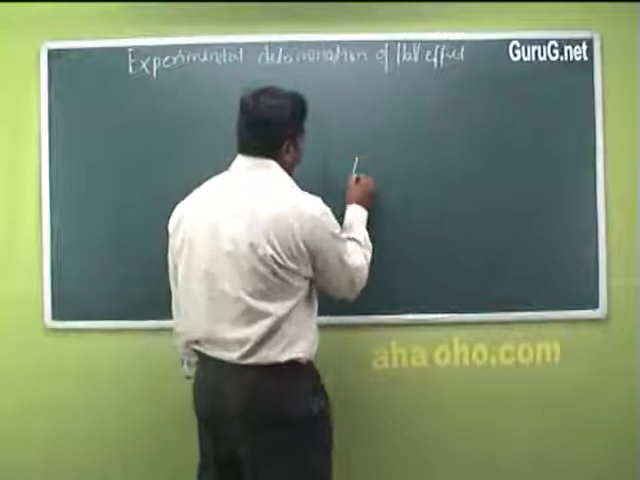 Experimental determination of Hall effect
GuruG.net
aha oho.com